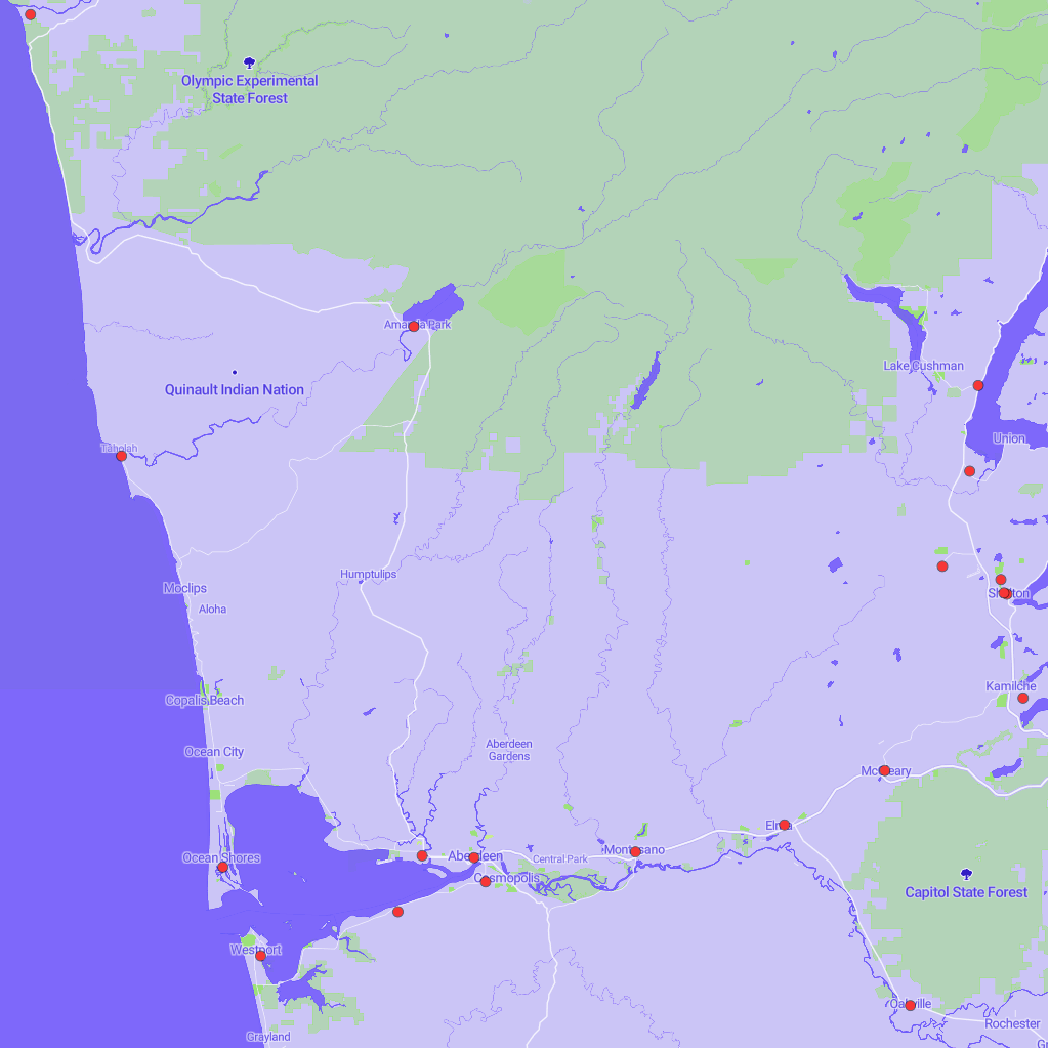 Olympic Experimental
State Forest
Amanda Park
Lake Cushman
Quinault Indian Nation
Union
Taholah
Humptulips
Moclips
Shelton
Aloha
Kamilche
Copalis Beach
Ocean City
Aberdeen
Gardens
McCleary
Elma
Montesano
Ocean Shores
Aberdeen
Central Park
Cosmopolis
Capitol State Forest
Westport
Oakville
Rochester
Grayland